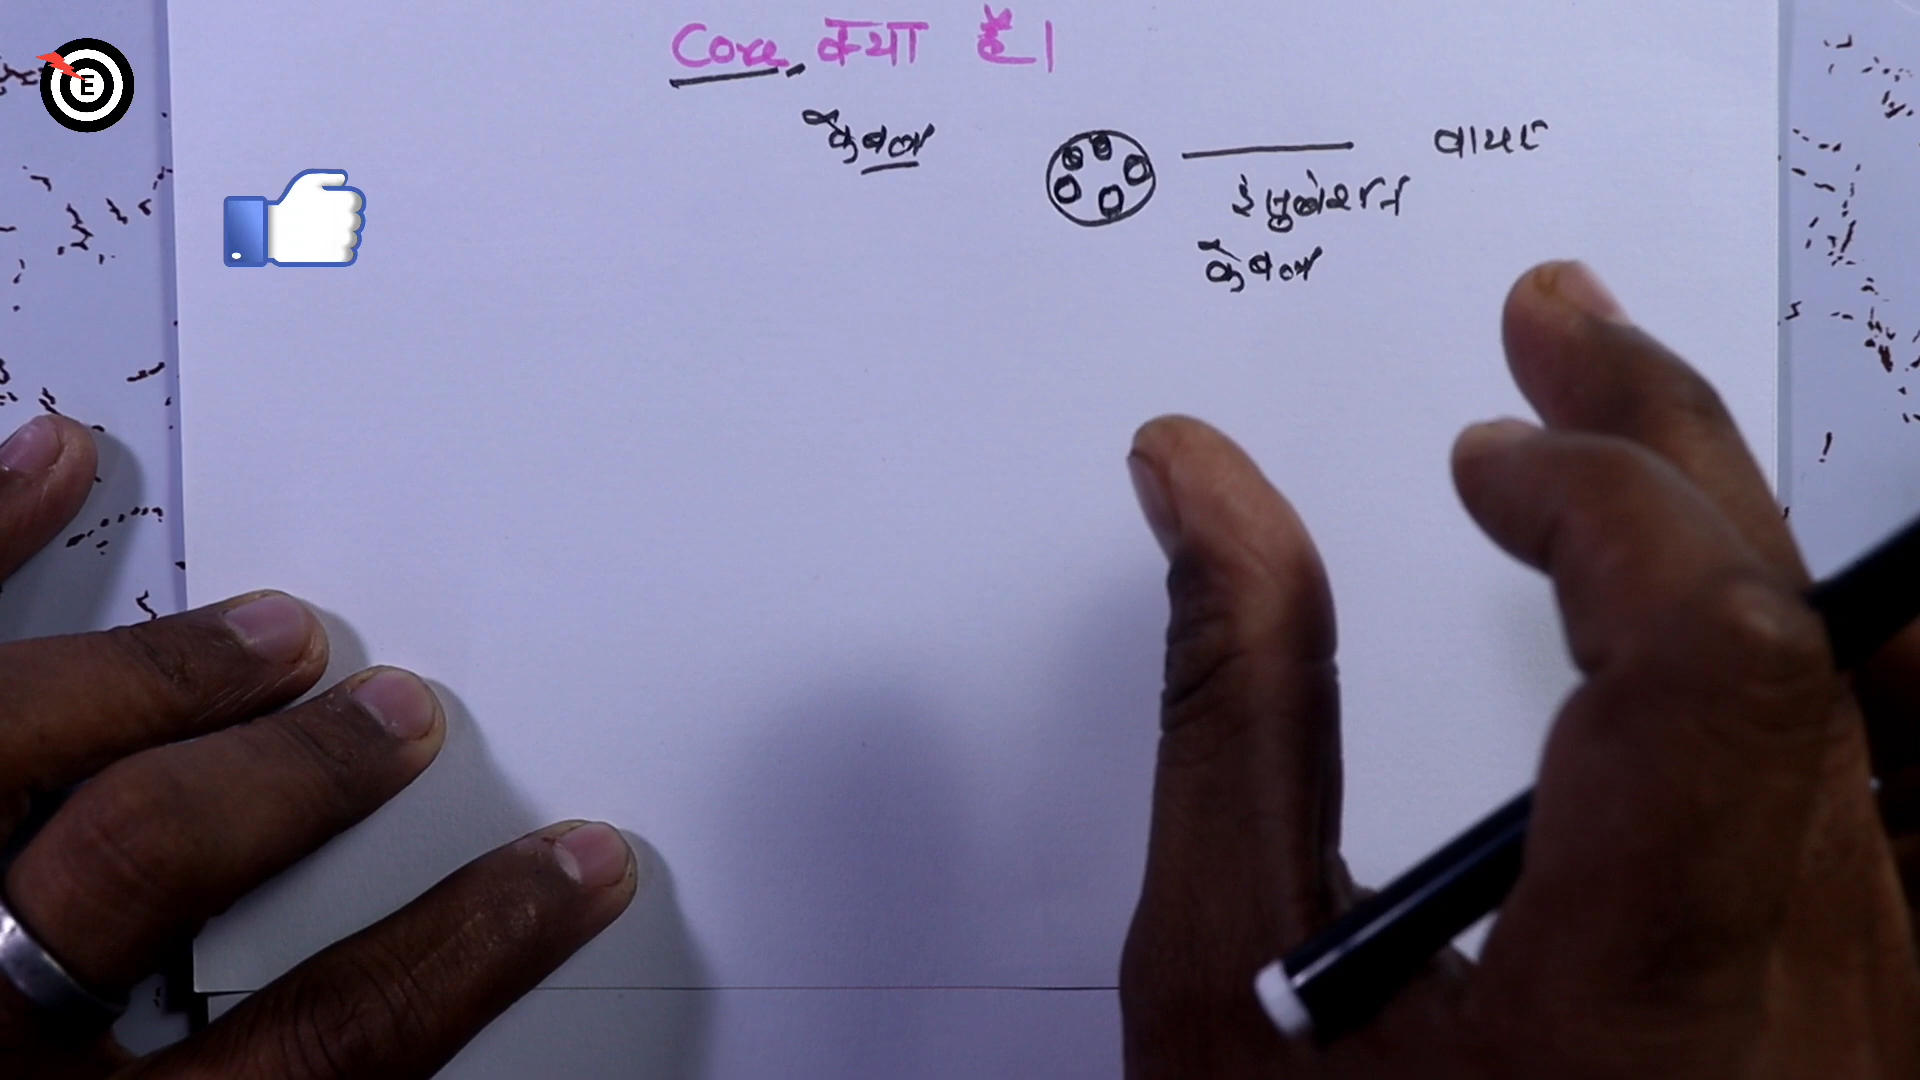 E
Core क्या है।
केबल
वायर
इंसुलेशन
केबल